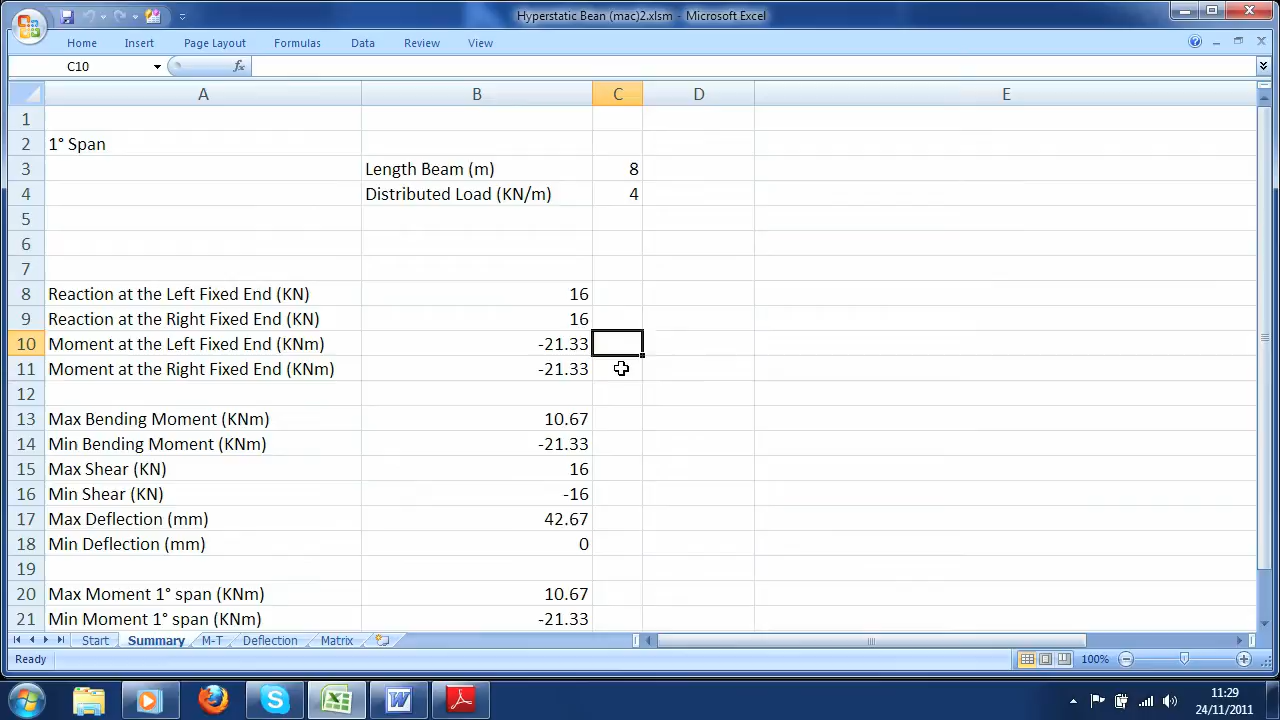 Hyperstatic Bean (mac)2.xlsm - Microsoft Excel
Home Insert Page Layout Formulas Data Review View
C10 fx
A B C D E
1
2 1° Span
3 Length Beam (m) 8
4 Distributed Load (KN/m) 4
5
6
7
8 Reaction at the Left Fixed End (KN) 16
9 Reaction at the Right Fixed End (KN) 16
10 Moment at the Left Fixed End (KNm) -21.33
11 Moment at the Right Fixed End (KNm) -21.33
12
13 Max Bending Moment (KNm) 10.67
14 Min Bending Moment (KNm) -21.33
15 Max Shear (KN) 16
16 Min Shear (KN) -16
17 Max Deflection (mm) 42.67
18 Min Deflection (mm) 0
19
20 Max Moment 1° span (KNm) 10.67
21 Min Moment 1° span (KNm) -21.33
Start Summary M-T Deflection Matrix
Ready 100%
11:29
24/11/2011